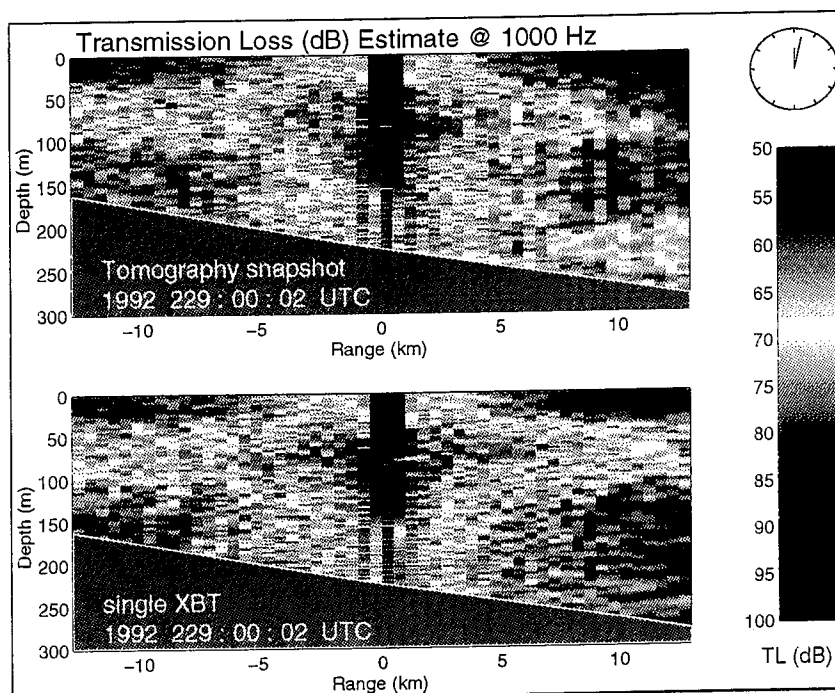 Transmission Loss (dB) Estimate @ 1000 Hz
0
50
100
150
200
250
300
Depth (m)
Tomography snapshot
1992 229 : 00 : 02 UTC
−10 −5 0 5 10
Range (km)
0
50
100
150
200
250
300
Depth (m)
single XBT
1992 229 : 00 : 02 UTC
−10 −5 0 5 10
Range (km)
50
55
60
65
70
75
80
85
90
95
100
TL (dB)